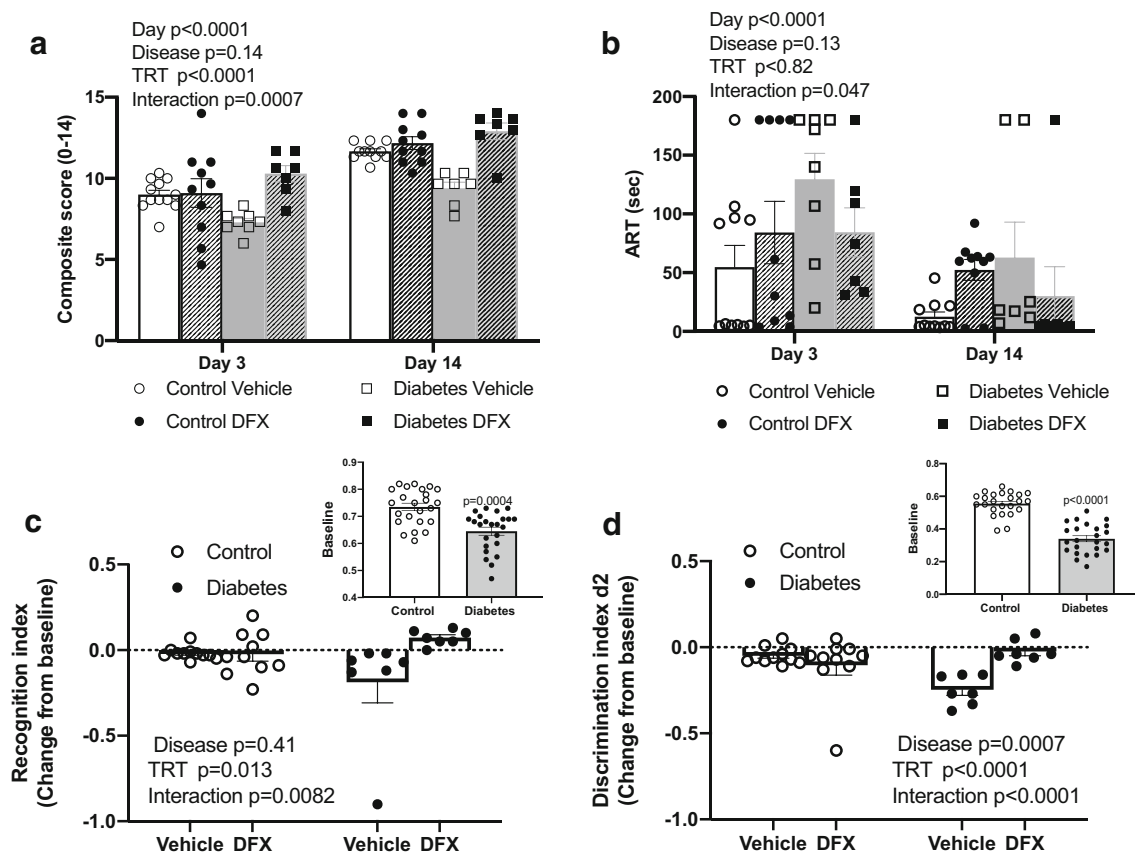 a
Day p<0.0001
Disease p=0.14
TRT p<0.0001
Interaction p=0.0007
Composite score (0-14)
15
10
5
0
Day 3
Day 14
Control Vehicle
Diabetes Vehicle
Control DFX
Diabetes DFX
b
Day p<0.0001
Disease p=0.13
TRT p<0.82
Interaction p=0.047
ART (sec)
200
150
100
50
0
Day 3
Day 14
Control Vehicle
Diabetes Vehicle
Control DFX
Diabetes DFX
c
Control
Diabetes
Recognition index
(Change from baseline)
0.5
0.0
-0.5
-1.0
Baseline
0.9
0.8
0.7
0.6
0.5
0.4
p=0.0004
Control
Diabetes
Disease p=0.41
TRT p=0.013
Interaction p=0.0082
Vehicle DFX
Vehicle DFX
d
Control
Diabetes
Discrimination index d2
(Change from baseline)
0.5
0.0
-0.5
-1.0
Baseline
0.8
0.6
0.4
0.2
0.0
p<0.0001
Control
Diabetes
Disease p=0.0007
TRT p<0.0001
Interaction p<0.0001
Vehicle DFX
Vehicle DFX